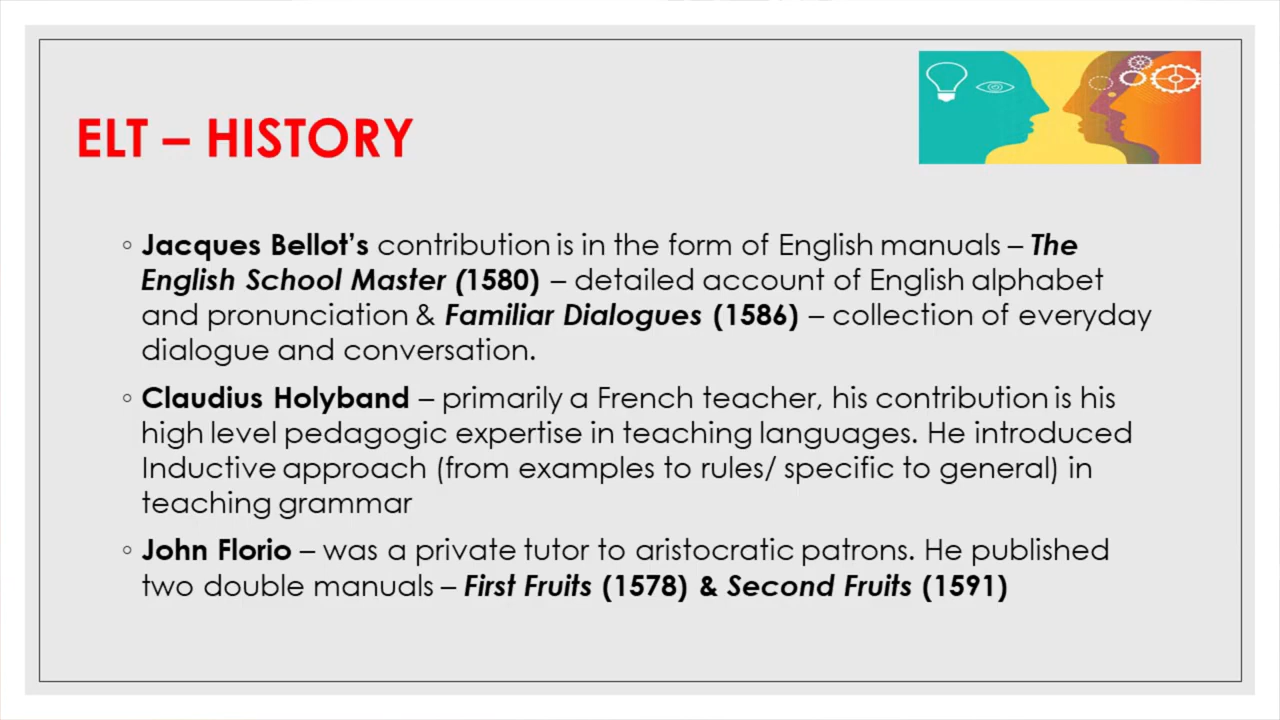 ELT – HISTORY
◦ Jacques Bellot’s contribution is in the form of English manuals – The
English School Master (1580) – detailed account of English alphabet
and pronunciation & Familiar Dialogues (1586) – collection of everyday
dialogue and conversation.
◦ Claudius Holyband – primarily a French teacher, his contribution is his
high level pedagogic expertise in teaching languages. He introduced
Inductive approach (from examples to rules/ specific to general) in
teaching grammar
◦ John Florio – was a private tutor to aristocratic patrons. He published
two double manuals – First Fruits (1578) & Second Fruits (1591)